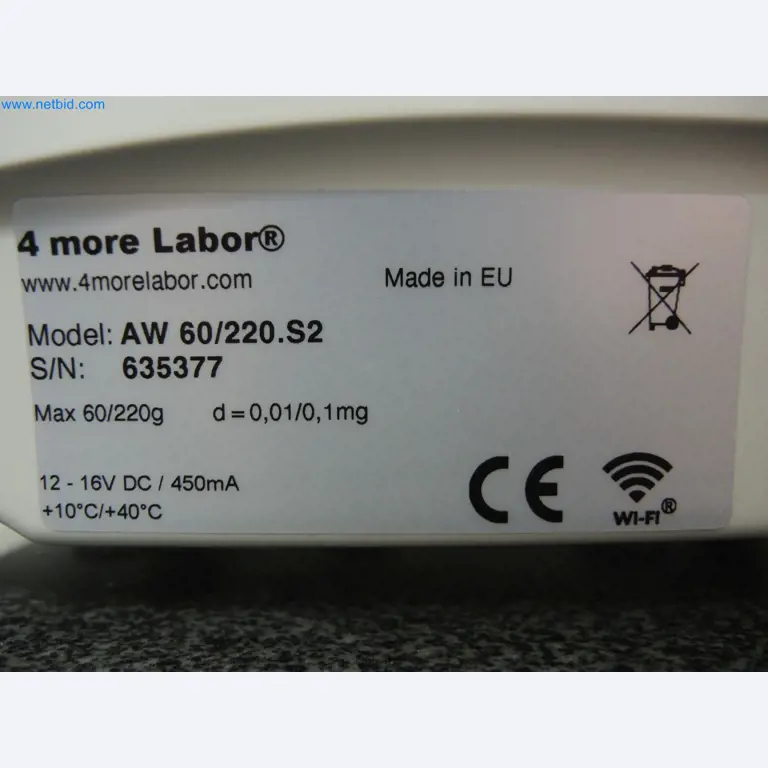 www.netbid.com
4 more Labor®
www.4morelabor.com
Made in EU
Model: AW 60/220.S2
S/N: 635377
Max 60/220g d=0,01/0,1mg
12 - 16V DC / 450mA
+10°C/+40°C
CE
WI-FI®